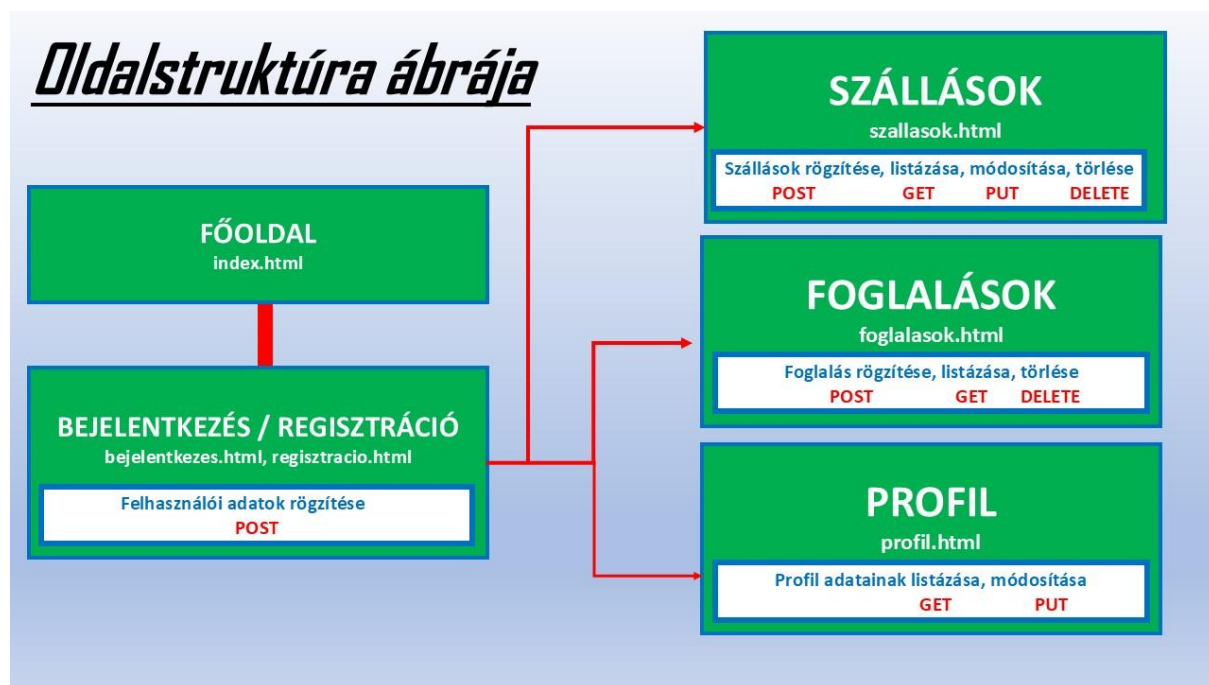 Oldalstruktúra ábrája
FŐOLDAL
index.html
BEJELENTKEZÉS / REGISZTRÁCIÓ
bejelentkezes.html, regisztracio.html
Felhasználói adatok rögzítése
POST
SZÁLLÁSOK
szallasok.html
Szállások rögzítése, listázása, módosítása, törlése
POST GET PUT DELETE
FOGLALÁSOK
foglalasok.html
Foglalás rögzítése, listázása, törlése
POST GET DELETE
PROFIL
profil.html
Profil adatainak listázása, módosítása
GET PUT